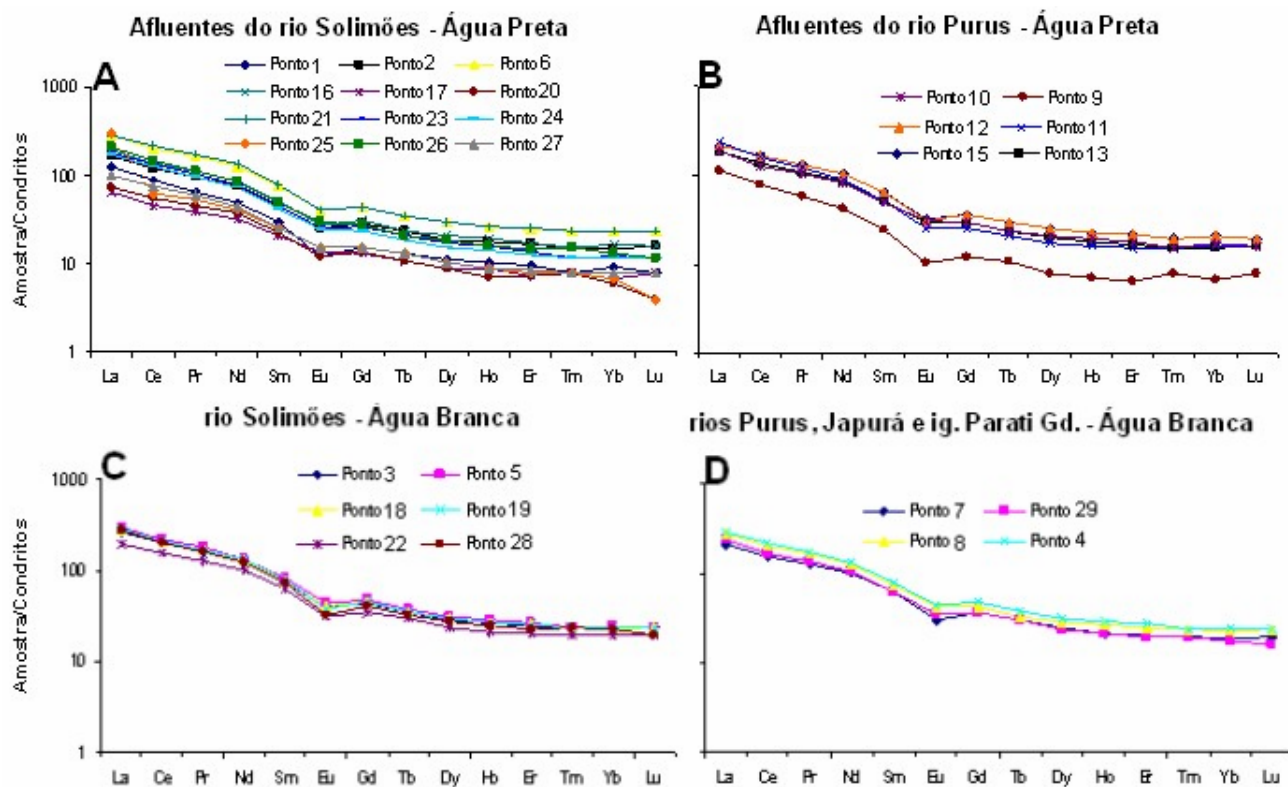 Afluentes do rio Solimões - Água Preta
A
Ponto 1 Ponto 2 Ponto 6
Ponto 16 Ponto 17 Ponto 20
Ponto 21 Ponto 23 Ponto 24
Ponto 25 Ponto 26 Ponto 27
Amostra/Condritos
1000
100
10
1
La Ce Pr Nd Sm Eu Gd Tb Dy Ho Er Tm Yb Lu
Afluentes do rio Purus - Água Preta
B
Ponto 10 Ponto 9
Ponto 12 Ponto 11
Ponto 15 Ponto 13
La Ce Pr Nd Sm Eu Gd Tb Dy Ho Er Tm Yb Lu
rio Solimões - Água Branca
C
Ponto 3 Ponto 5
Ponto 18 Ponto 19
Ponto 22 Ponto 28
Amostra/Condritos
1000
100
10
1
La Ce Pr Nd Sm Eu Gd Tb Dy Ho Er Tm Yb Lu
rios Purus, Japurá e ig. Parati Gd. - Água Branca
D
Ponto 7 Ponto 29
Ponto 8 Ponto 4
La Ce Pr Nd Sm Eu Gd Tb Dy Ho Er Tm Yb Lu